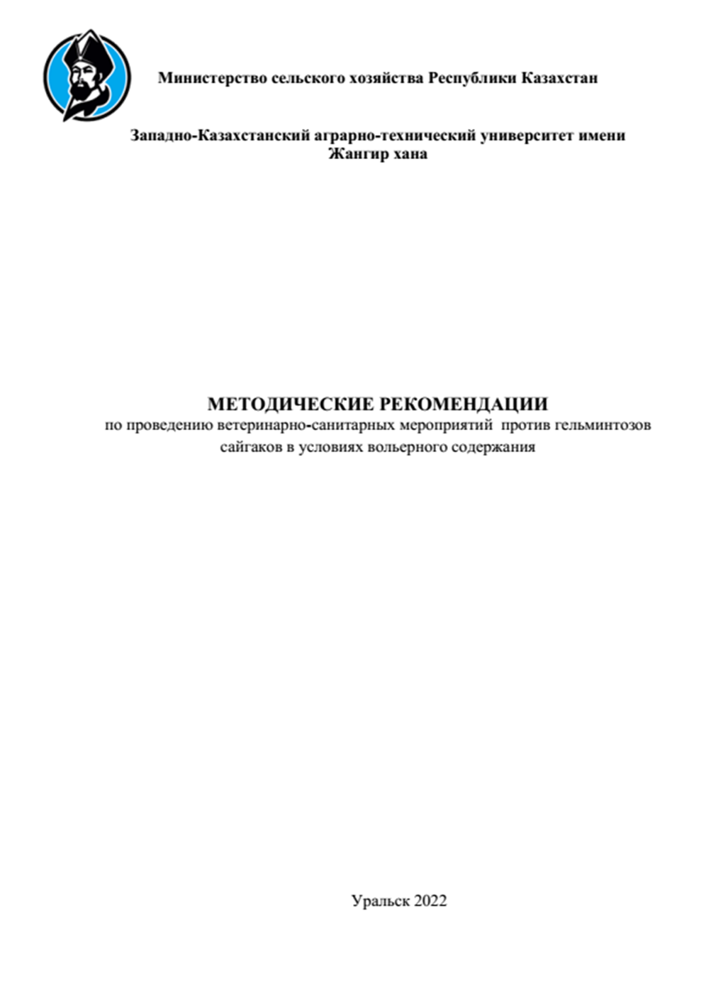 Министерство сельского хозяйства Республики Казахстан
Западно-Казахстанский аграрно-технический университет имени
Жангир хана
МЕТОДИЧЕСКИЕ РЕКОМЕНДАЦИИ
по проведению ветеринарно-санитарных мероприятий против гельминтозов
сайгаков в условиях вольерного содержания
Уральск 2022